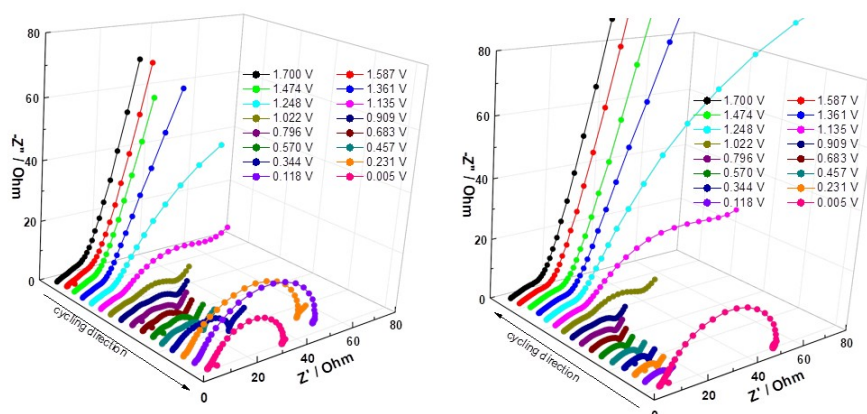 80
60
40
20
0
-Z" / Ohm
1.700 V 1.587 V
1.474 V 1.361 V
1.248 V 1.135 V
1.022 V 0.909 V
0.796 V 0.683 V
0.570 V 0.457 V
0.344 V 0.231 V
0.118 V 0.005 V
cycling direction
0
20
40
60
80
Z' / Ohm
80
60
40
20
0
-Z" / Ohm
1.700 V 1.587 V
1.474 V 1.361 V
1.248 V 1.135 V
1.022 V 0.909 V
0.796 V 0.683 V
0.570 V 0.457 V
0.344 V 0.231 V
0.118 V 0.005 V
cycling direction
0
20
40
60
80
Z' / Ohm